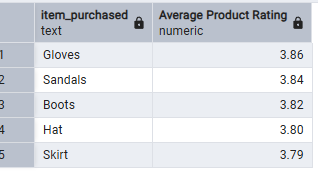 item_purchased Average Product Rating
text numeric
1 Gloves 3.86
2 Sandals 3.84
3 Boots 3.82
4 Hat 3.80
5 Skirt 3.79